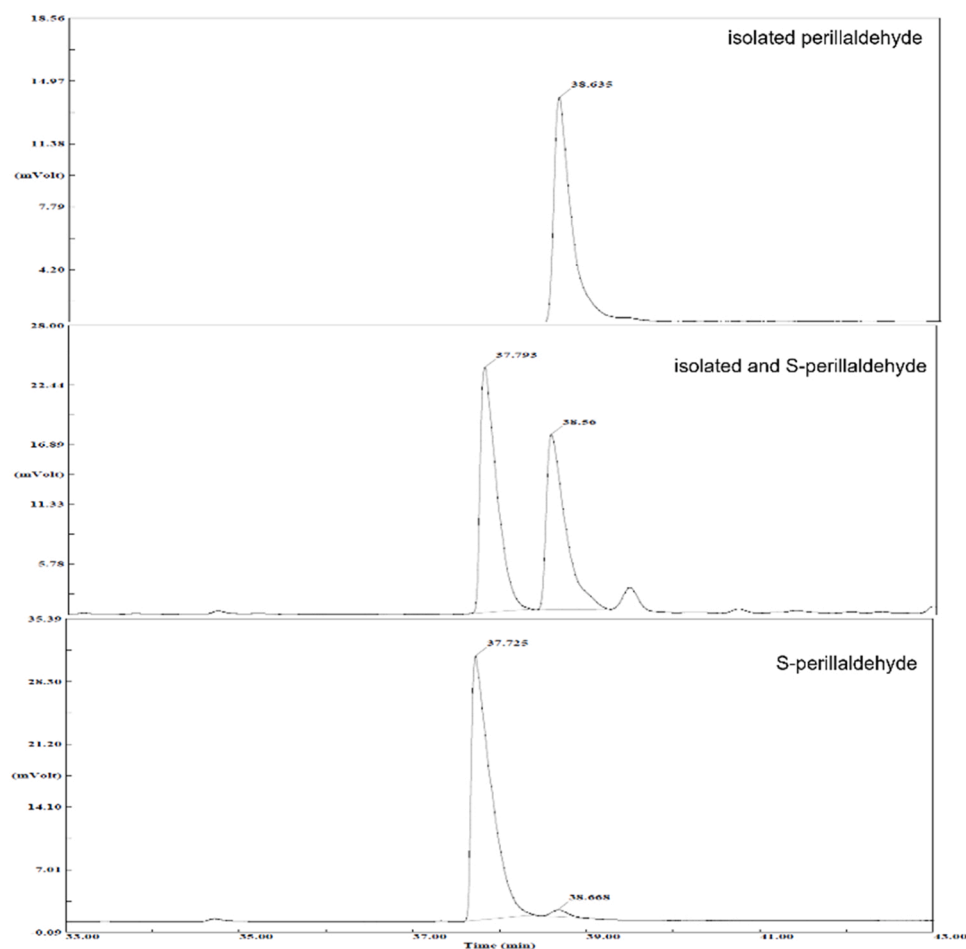 18.56
isolated perillaldehyde
14.97
38.635
11.38
(mVolt)
7.79
4.20
28.00
37.793
isolated and S-perillaldehyde
22.44
38.50
16.89
(mVolt)
11.33
5.78
35.39
37.725
S-perillaldehyde
28.30
21.20
(mVolt)
14.10
7.01
38.668
0.09
33.00 35.00 37.00 39.00 41.00 43.00
Time (min)